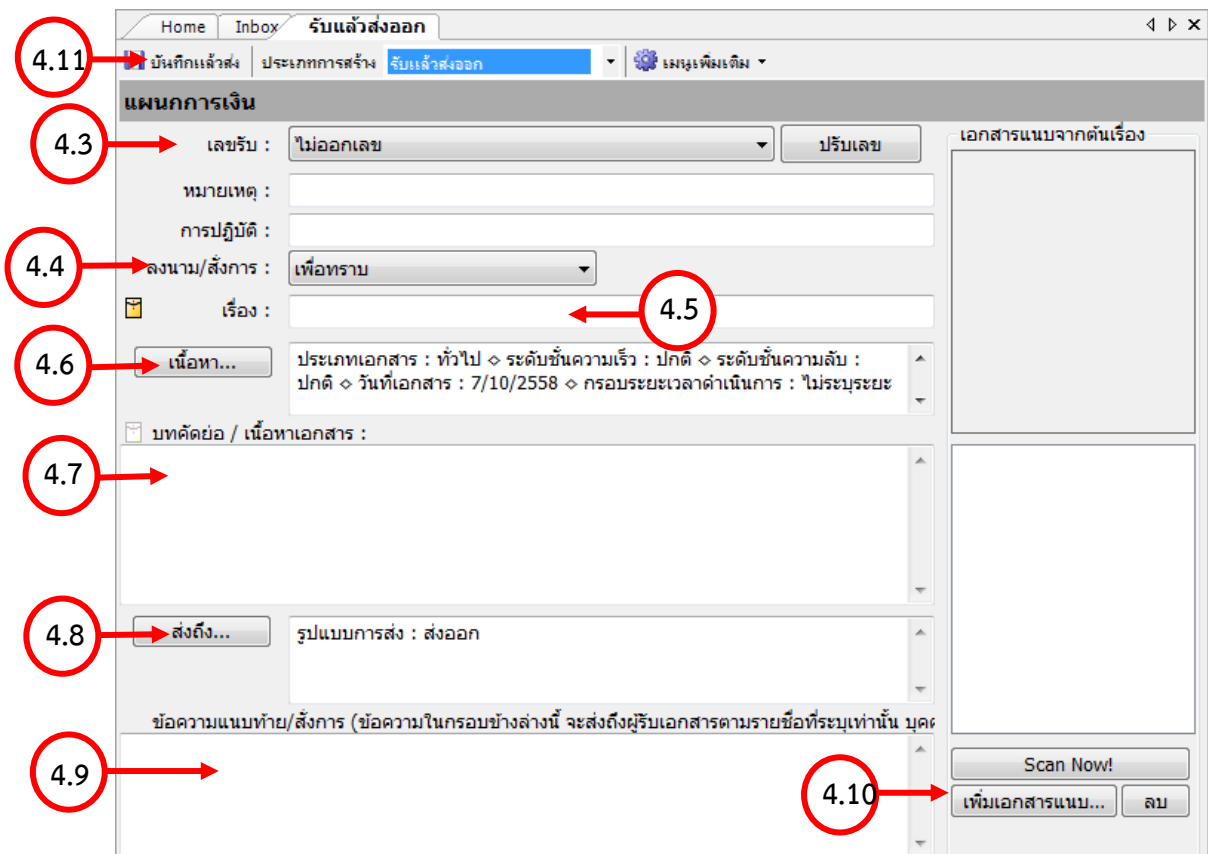 Home Inbox รับแล้วส่งออก
4.11 บันทึกแล้วส่ง ประเภทการสร้าง รับแล้วส่งออก เมนูเพิ่มเติม
แผนกการเงิน
4.3 เลขรับ : ไม่ออกเลข ปรับเลข เอกสารแนบจากต้นเรื่อง
หมายเหตุ :
การปฏิบัติ :
4.4 ลงนาม/สั่งการ : เพื่อทราบ
เรื่อง : 4.5
4.6 เนื้อหา... ประเภทเอกสาร : ทั่วไป ◇ ระดับชั้นความเร็ว : ปกติ ◇ ระดับชั้นความลับ :
ปกติ ◇ วันที่เอกสาร : 7/10/2558 ◇ กรอบระยะเวลาดำเนินการ : ไม่ระบุระยะ
บทคัดย่อ / เนื้อหาเอกสาร :
4.7
4.8 ส่งถึง... รูปแบบการส่ง : ส่งออก
ข้อความแนบท้าย/สั่งการ (ข้อความในกรอบข้างล่างนี้ จะส่งถึงผู้รับเอกสารตามรายชื่อที่ระบุเท่านั้น
4.9 Scan Now!
4.10 เพิ่มเอกสารแนบ... ลบ